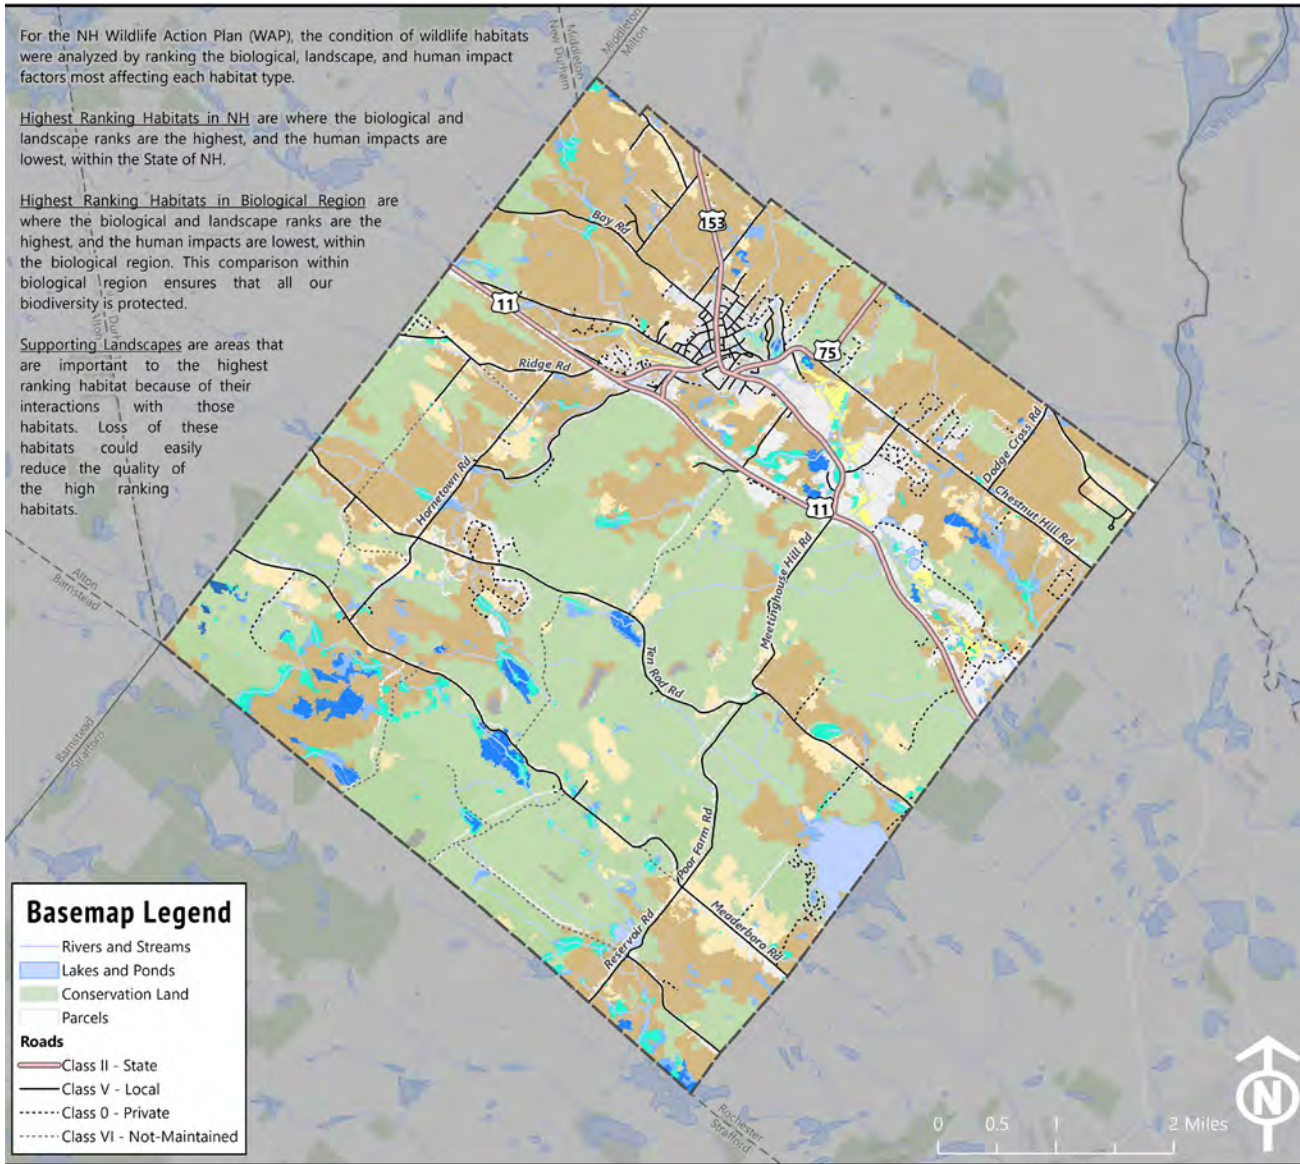 For the NH Wildlife Action Plan (WAP), the condition of wildlife habitats
were analyzed by ranking the biological, landscape, and human impact
factors most affecting each habitat type.
Highest Ranking Habitats in NH are where the biological and
landscape ranks are the highest, and the human impacts are
lowest, within the State of NH.
Highest Ranking Habitats in Biological Region are
where the biological and landscape ranks are the
highest, and the human impacts are lowest, within
the biological region. This comparison within
biological region ensures that all our
biodiversity is protected.
Supporting Landscapes are areas that
are important to the highest
ranking habitat because of their
interactions with those
habitats. Loss of these
habitats could easily
reduce the quality of
the high ranking
habitats.
Middleton
New Durham
Middleton
Milton
Alton
Alton
Barnstead
Barnstead
Strafford
Rochester
Strafford
Bay Rd
153
11
75
Ridge Rd
Hornetown Rd
Dodge Cross Rd
Chestnut Hill Rd
11
Meetinghouse Hill Rd
Ten Rod Rd
Poor Farm Rd
Reservoir Rd
Meaderboro Rd
Basemap Legend
Rivers and Streams
Lakes and Ponds
Conservation Land
Parcels
Roads
Class II - State
Class V - Local
Class 0 - Private
Class VI - Not-Maintained
0 0.5 1 2 Miles
N